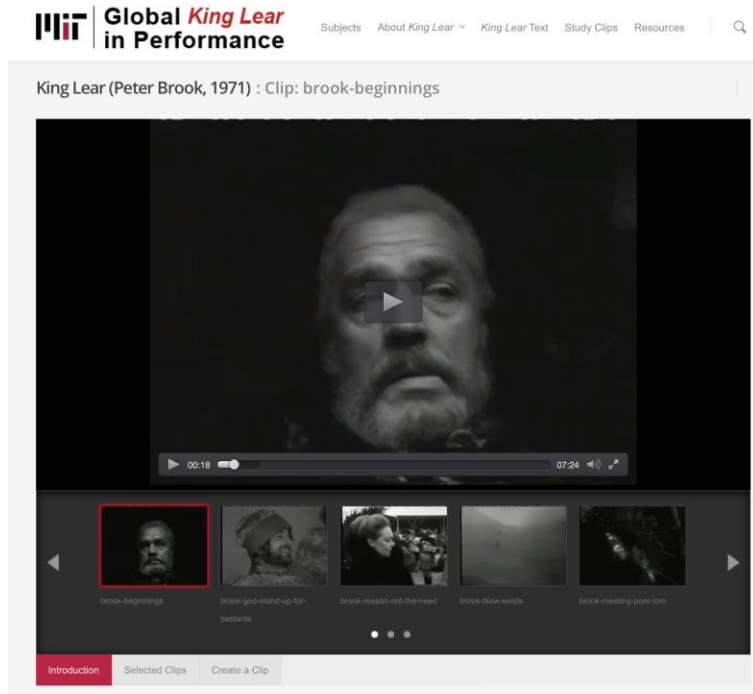 MIT
Global King Lear
in Performance
Subjects
About King Lear
King Lear Text
Study Clips
Resources
King Lear (Peter Brook, 1971) : Clip: brook-beginnings
00:18
07:24
brook-beginnings
brook-god-stand-up-for-
bastards
brook-reason-not-the-need
brook-blow-winds
brook-meeting-poor-tom
Introduction
Selected Clips
Create a Clip